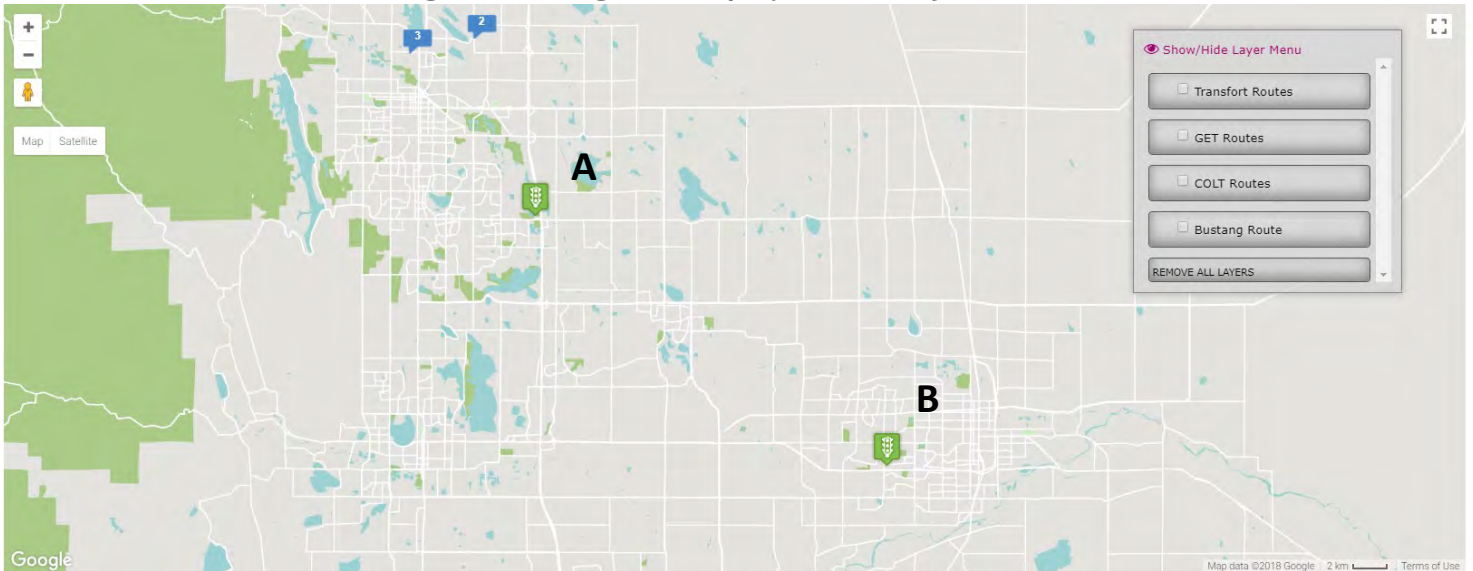 3
2
+
−
Map Satellite
A
B
Show/Hide Layer Menu
Transfort Routes
GET Routes
COLT Routes
Bustang Route
REMOVE ALL LAYERS
Google
Map data ©2018 Google 2 km Terms of Use